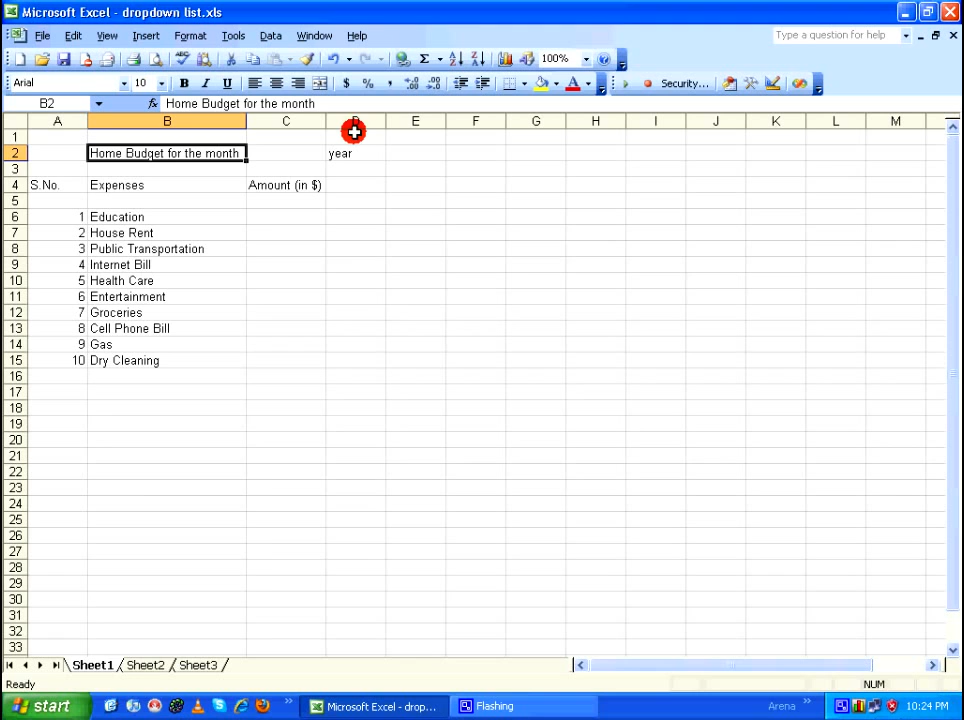 Microsoft Excel - dropdown list.xls
File Edit View Insert Format Tools Data Window Help Type a question for help
100%
Arial 10 B I U $ % , Security...
B2 fx Home Budget for the month
A B C D E F G H I J K L M
1
2 Home Budget for the month year
3
4 S.No. Expenses Amount (in $)
5
6 1 Education
7 2 House Rent
8 3 Public Transportation
9 4 Internet Bill
10 5 Health Care
11 6 Entertainment
12 7 Groceries
13 8 Cell Phone Bill
14 9 Gas
15 10 Dry Cleaning
16
17
18
19
20
21
22
23
24
25
26
27
28
29
30
31
32
33
Sheet1 Sheet2 Sheet3
Ready NUM
start Microsoft Excel - drop... Flashing Arena 10:24 PM